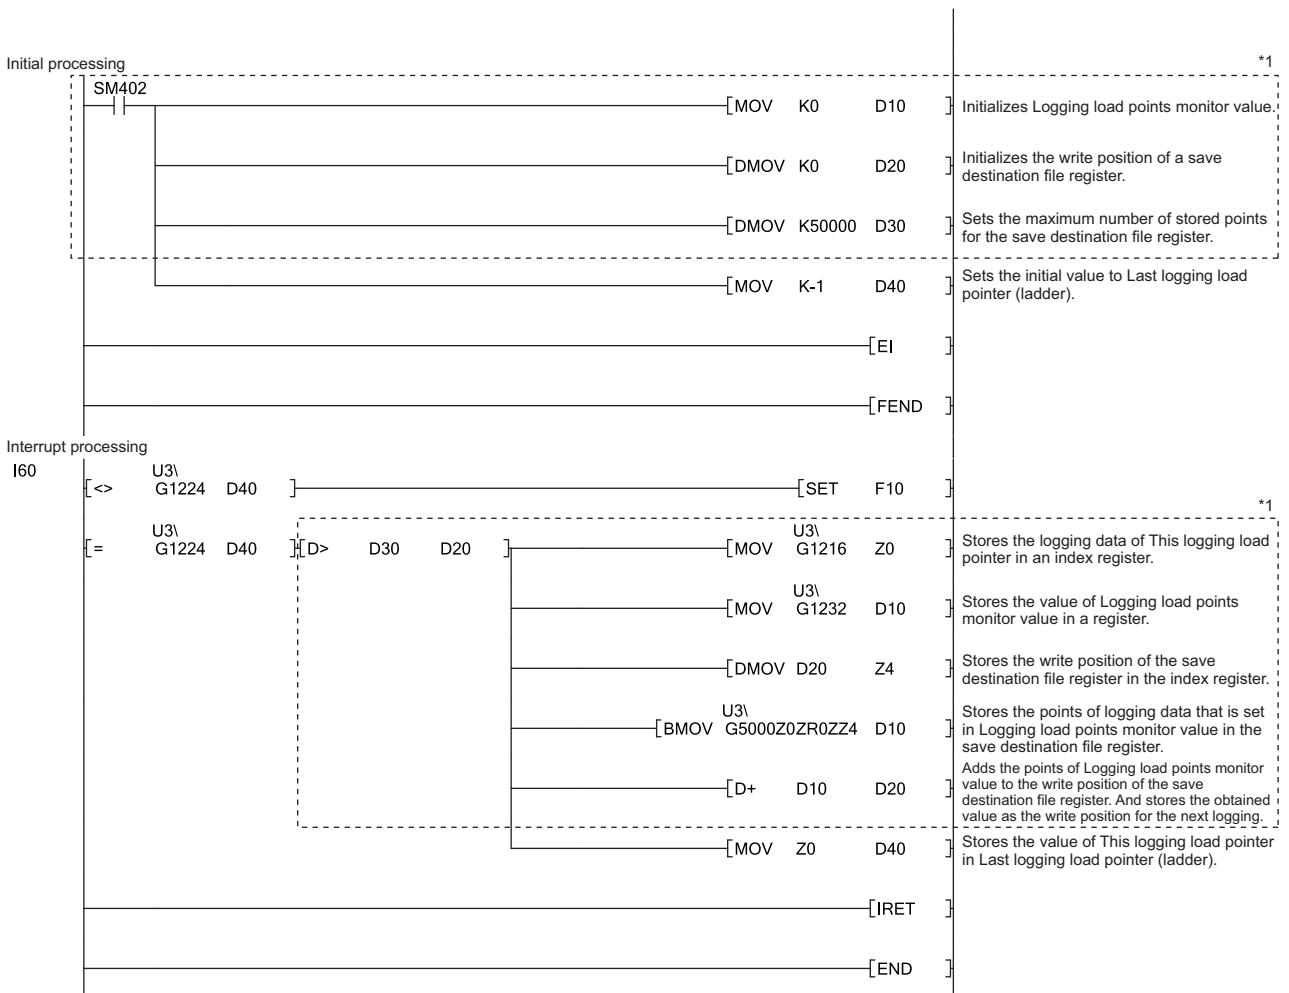 Initial processing
*1
SM402
[MOV K0 D10 ]
Initializes Logging load points monitor value.
[DMOV K0 D20 ]
Initializes the write position of a save
destination file register.
[DMOV K50000 D30 ]
Sets the maximum number of stored points
for the save destination file register.
[MOV K-1 D40 ]
Sets the initial value to Last logging load
pointer (ladder).
[EI ]
[FEND ]
Interrupt processing
I60
U3\
[<> G1224 D40 ]
[SET F10 ]
*1
U3\
[= G1224 D40 ]
[D> D30 D20 ]
U3\
[MOV G1216 Z0 ]
Stores the logging data of This logging load
pointer in an index register.
U3\
[MOV G1232 D10 ]
Stores the value of Logging load points
monitor value in a register.
[DMOV D20 Z4 ]
Stores the write position of the save
destination file register in the index register.
U3\
[BMOV G5000Z0ZR0ZZ4 D10 ]
Stores the points of logging data that is set
in Logging load points monitor value in the
save destination file register.
[D+ D10 D20 ]
Adds the points of Logging load points monitor
value to the write position of the save
destination file register. And stores the obtained
value as the write position for the next logging.
[MOV Z0 D40 ]
Stores the value of This logging load pointer
in Last logging load pointer (ladder).
[IRET ]
[END ]